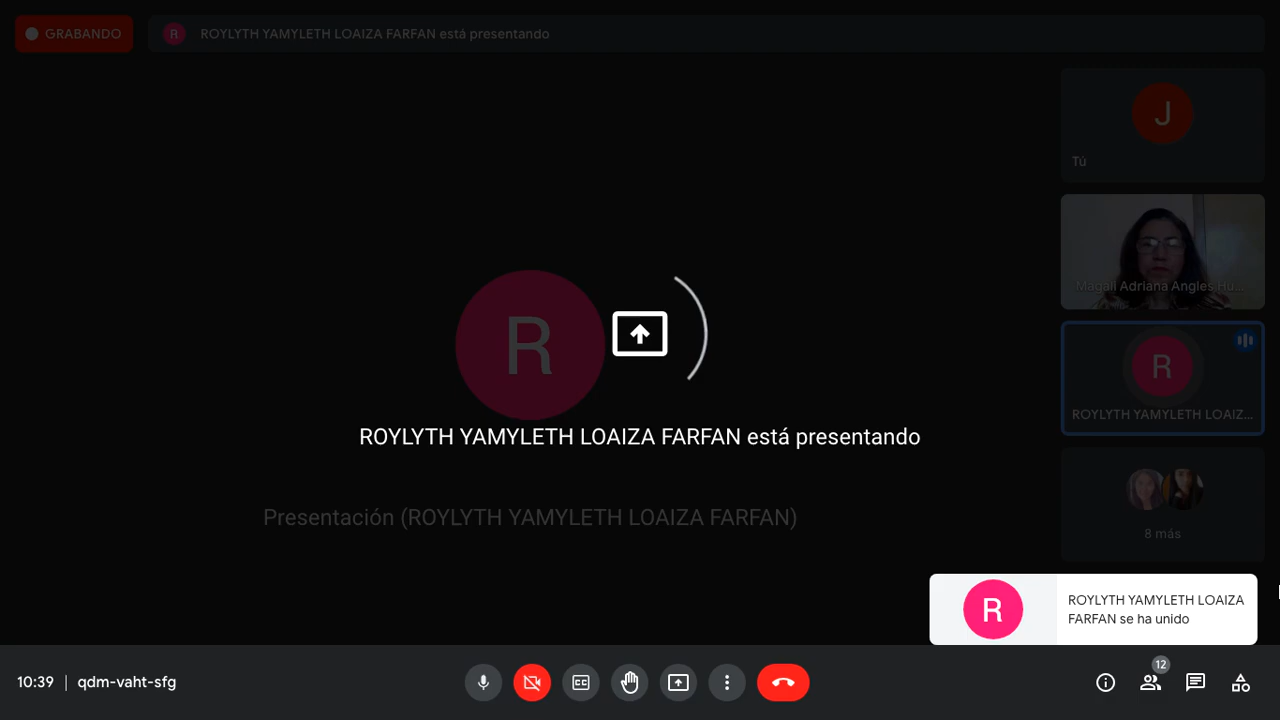 GRABANDO
R
ROYLYTH YAMYLETH LOAIZA FARFAN está presentando
J
Tú
Magali Adriana Angles Hu...
R
ROYLYTH YAMYLETH LOAIZ...
R
ROYLYTH YAMYLETH LOAIZA FARFAN está presentando
Presentación (ROYLYTH YAMYLETH LOAIZA FARFAN)
8 más
R
ROYLYTH YAMYLETH LOAIZA
FARFAN se ha unido
10:39 | qdm-vaht-sfg
CC
12